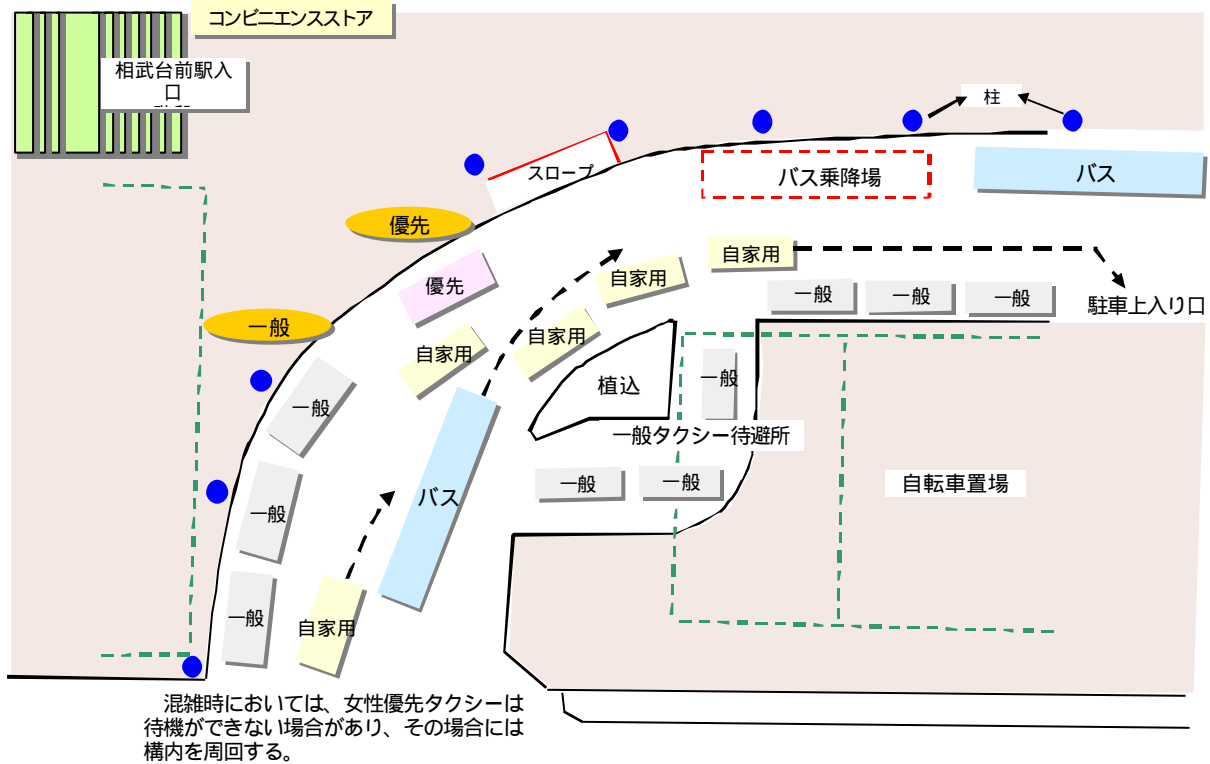 コンビニエンスストア
相武台前駅入
口
柱
スロープ
バス乗降場
バス
優先
優先
自家用
自家用
一般
一般
一般
駐車上入り口
一般
自家用
自家用
植込
一般
一般
一般タクシー待避所
バス
一般
一般
自転車置場
一般
一般
自家用
混雑時においては、女性優先タクシーは
待機ができない場合があり、その場合には
構内を周回する。